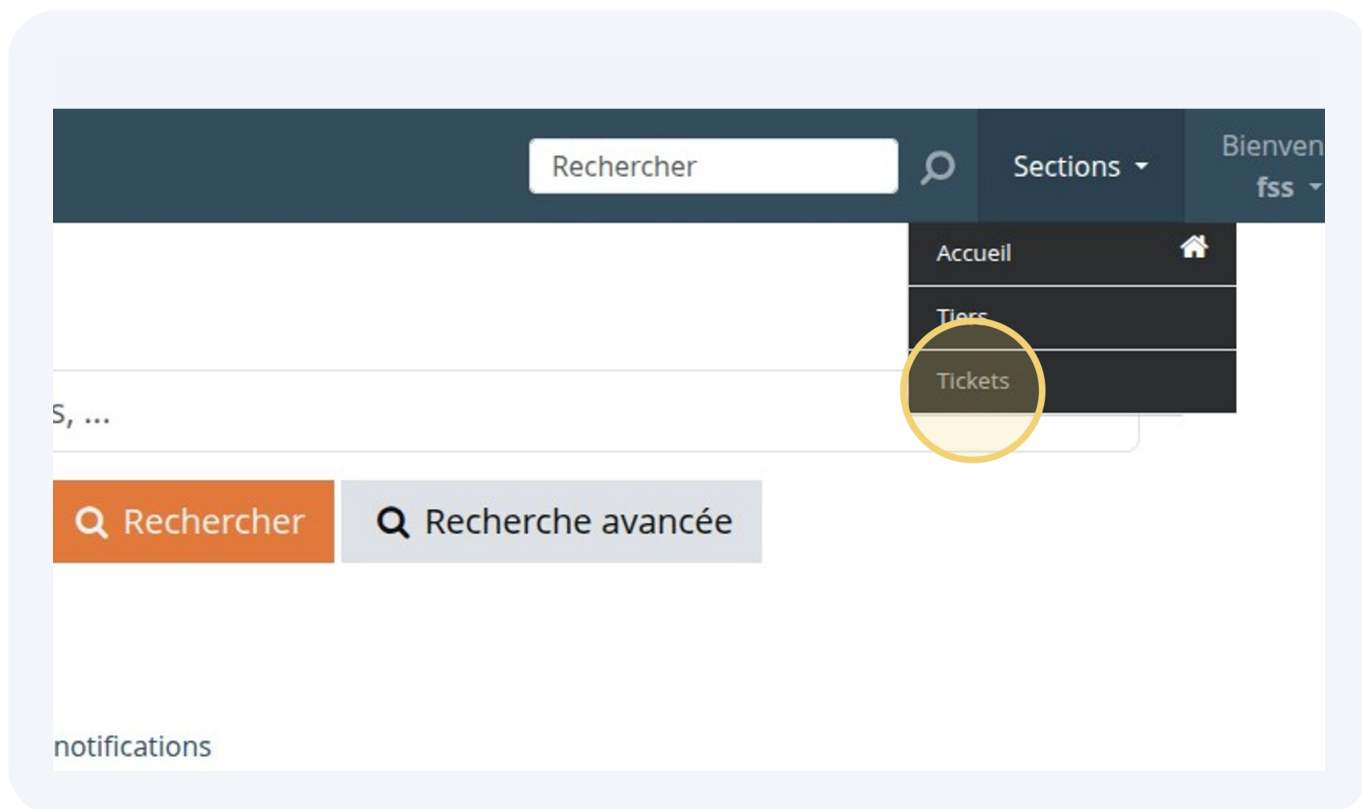 Rechercher
Sections
Bienven
fss
Accueil
Tiers
Tickets
s, ...
Rechercher
Recherche avancée
notifications